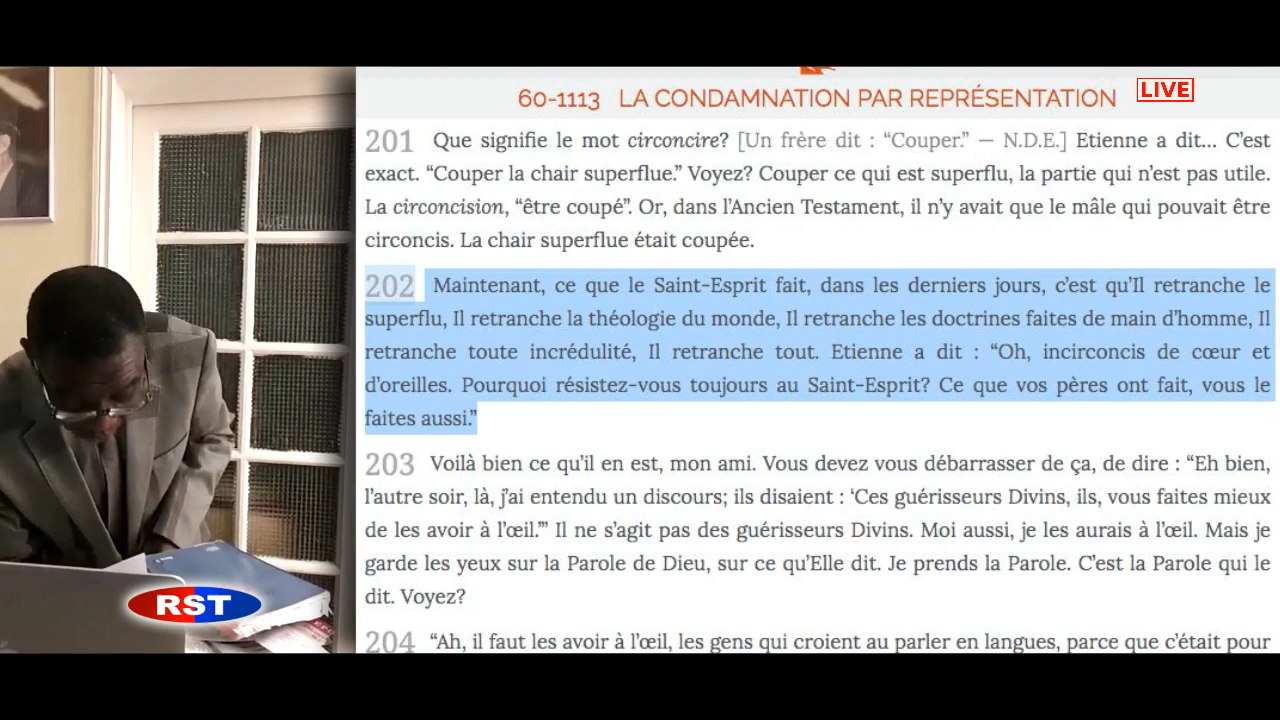 60-1113 LA CONDAMNATION PAR REPRÉSENTATION
LIVE
201 Que signifie le mot circoncire? [Un frère dit : “Couper.” — N.D.E.] Etienne a dit... C’est
exact. “Couper la chair superflue.” Voyez? Couper ce qui est superflu, la partie qui n’est pas utile.
La circoncision, “être coupé”. Or, dans l’Ancien Testament, il n’y avait que le mâle qui pouvait être
circoncis. La chair superflue était coupée.
202 Maintenant, ce que le Saint-Esprit fait, dans les derniers jours, c’est qu’Il retranche le
superflu, Il retranche la théologie du monde, Il retranche les doctrines faites de main d’homme, Il
retranche toute incrédulité, Il retranche tout. Etienne a dit : “Oh, incirconcis de cœur et
d’oreilles. Pourquoi résistez-vous toujours au Saint-Esprit? Ce que vos pères ont fait, vous le
faites aussi.”
203 Voilà bien ce qu’il en est, mon ami. Vous devez vous débarrasser de ça, de dire : “Eh bien,
l’autre soir, là, j’ai entendu un discours; ils disaient : ‘Ces guérisseurs Divins, ils, vous faites mieux
de les avoir à l’œil.’” Il ne s’agit pas des guérisseurs Divins. Moi aussi, je les aurais à l’œil. Mais je
garde les yeux sur la Parole de Dieu, sur ce qu’Elle dit. Je prends la Parole. C’est la Parole qui le
dit. Voyez?
204 “Ah, il faut les avoir à l’œil, les gens qui croient au parler en langues, parce que c’était pour
RST